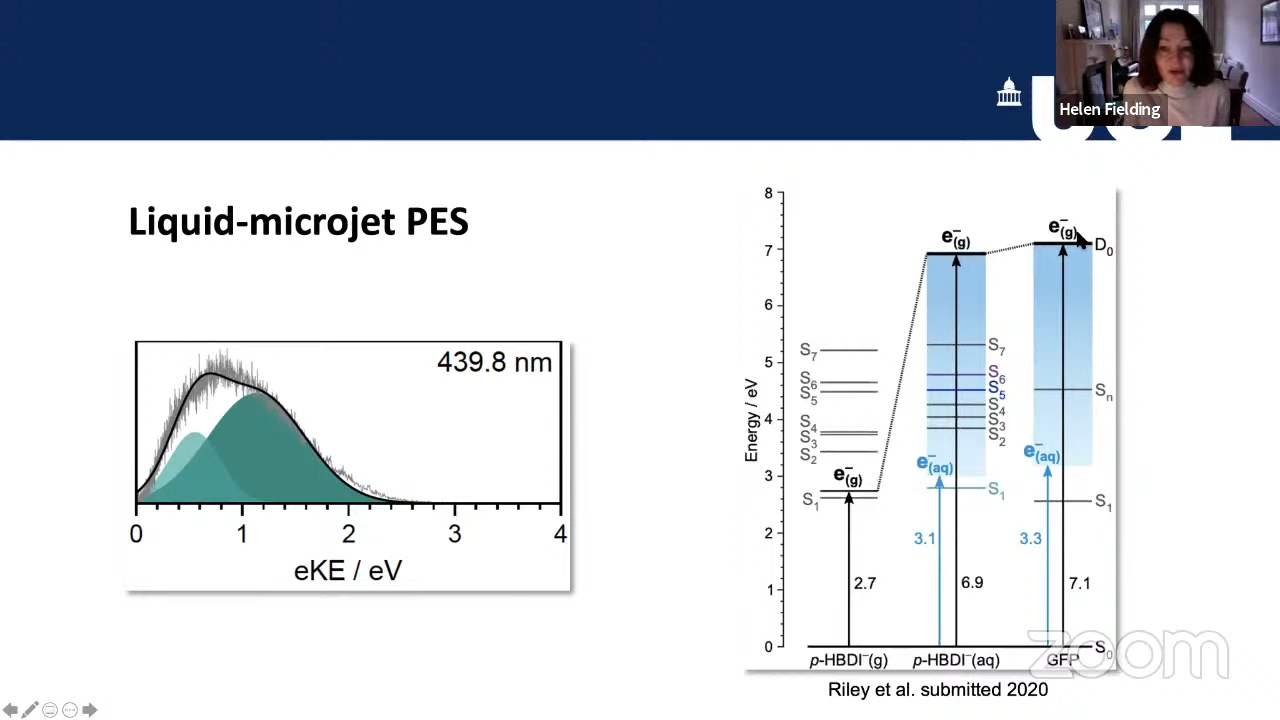 Helen Fielding
UCL
Liquid-microjet PES
439.8 nm
0 1 2 3 4
eKE / eV
8
7
6
5
4
3
2
1
0
Energy / eV
S7
S6
S5
S4
S3
S2
e−(g)
S1
2.7
e−(g)
S7
S6
S5
S4
S3
S2
e−(aq)
S1
3.1
6.9
e−(g)
D0
Sn
e−(aq)
S1
3.3
7.1
S0
p-HBDI−(g) p-HBDI−(aq) GFP
zoom
Riley et al. submitted 2020